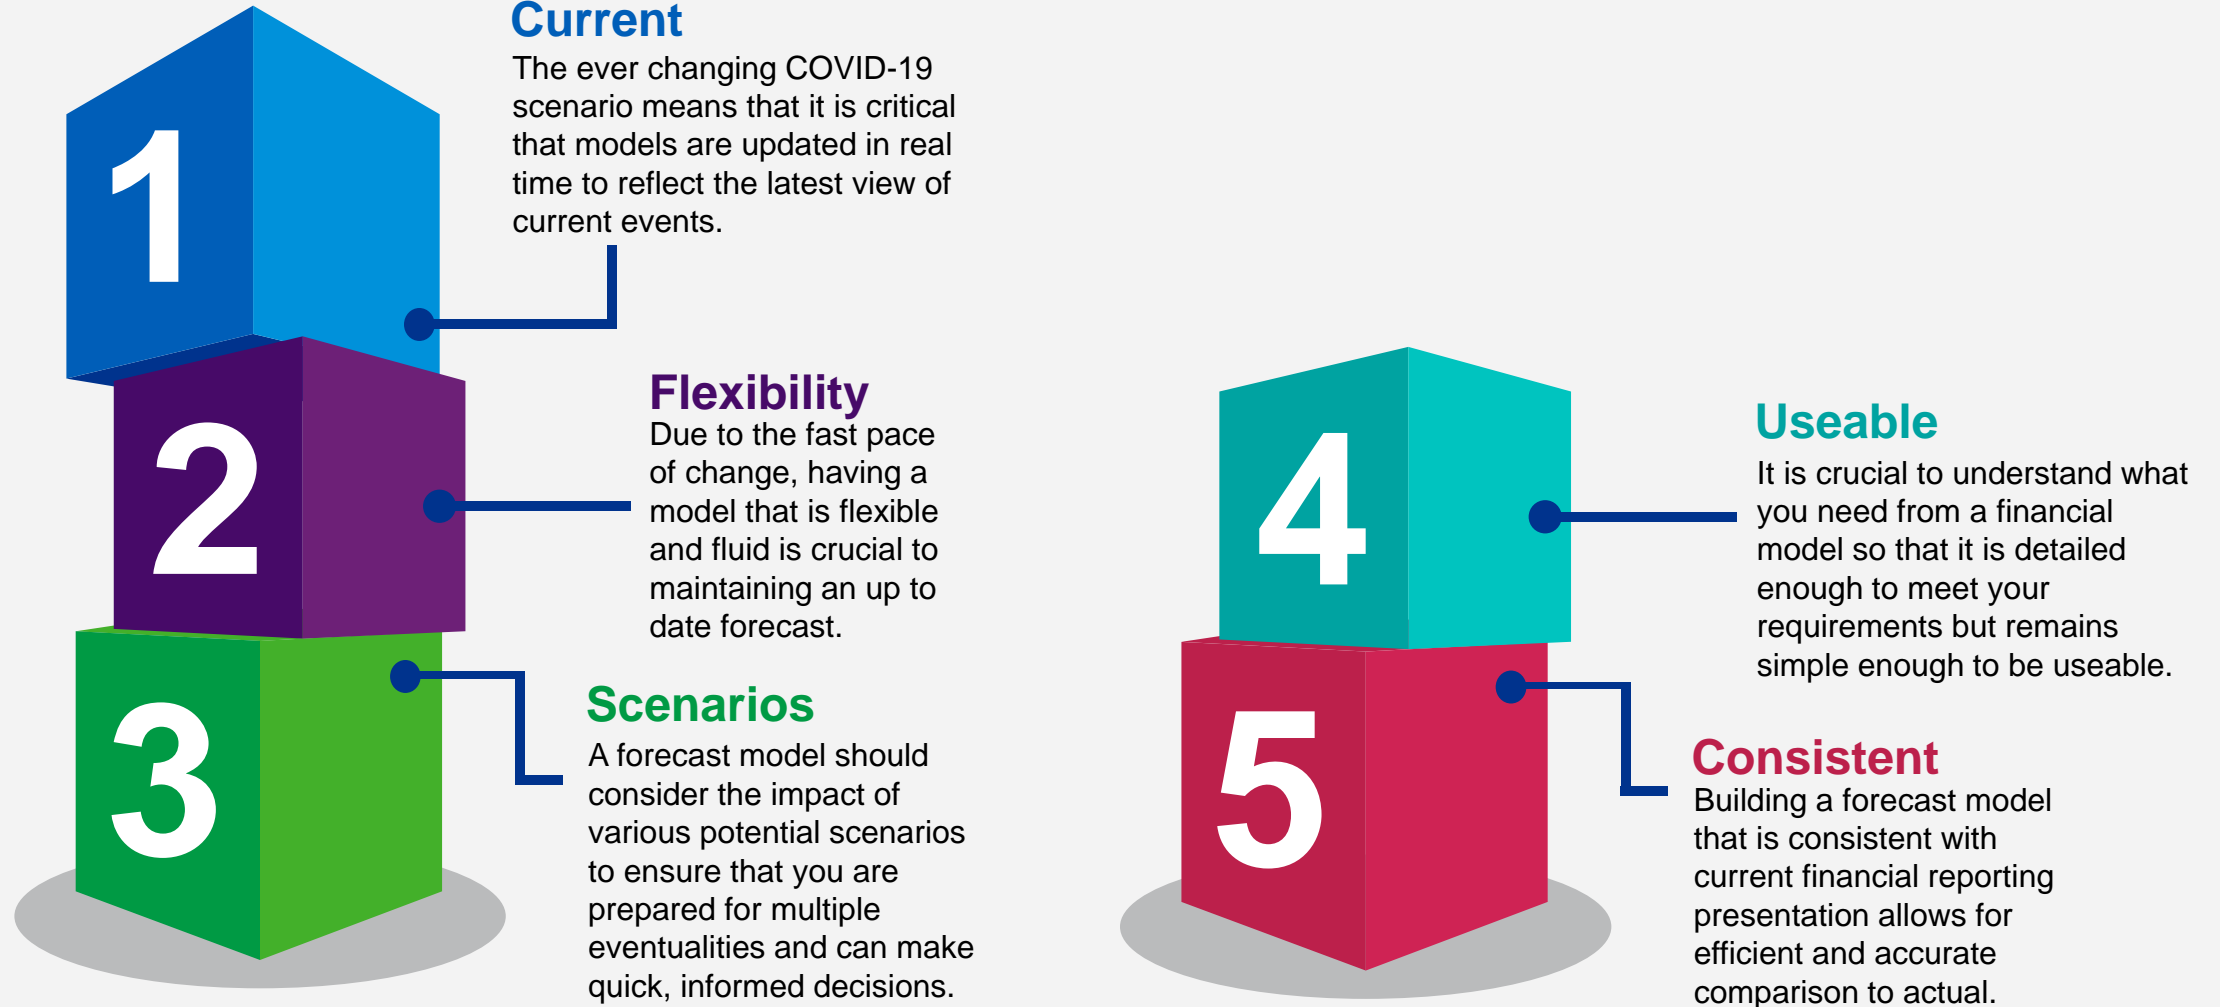 1
Current
The ever changing COVID-19
scenario means that it is critical
that models are updated in real
time to reflect the latest view of
current events.
2
Flexibility
Due to the fast pace
of change, having a
model that is flexible
and fluid is crucial to
maintaining an up to
date forecast.
3
Scenarios
A forecast model should
consider the impact of
various potential scenarios
to ensure that you are
prepared for multiple
eventualities and can make
quick, informed decisions.
4
Useable
It is crucial to understand what
you need from a financial
model so that it is detailed
enough to meet your
requirements but remains
simple enough to be useable.
5
Consistent
Building a forecast model
that is consistent with
current financial reporting
presentation allows for
efficient and accurate
comparison to actual.